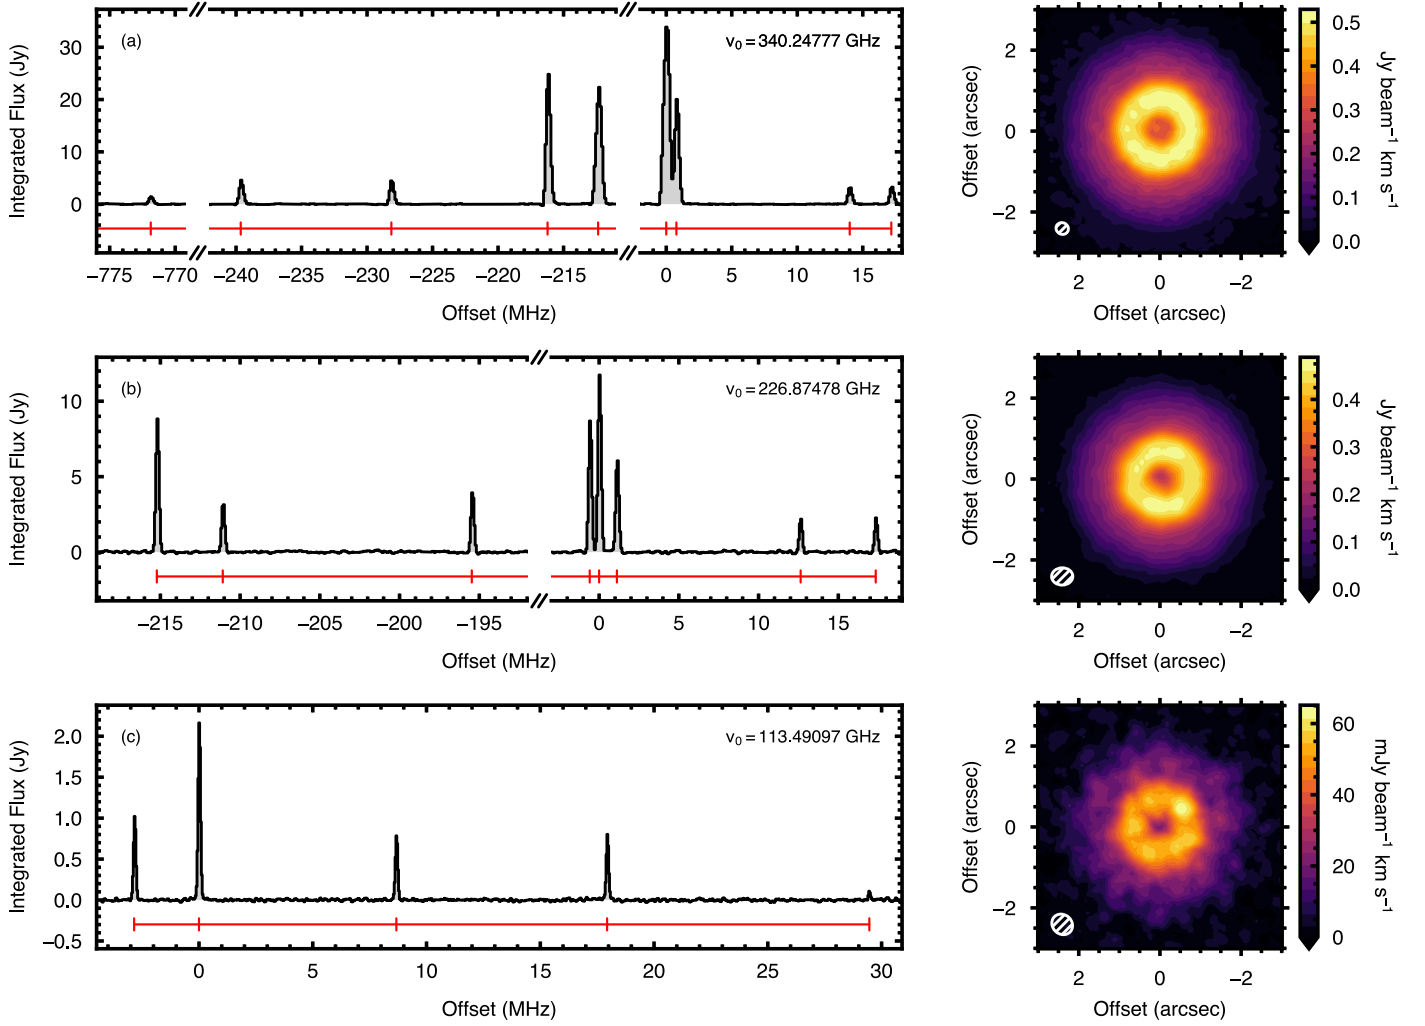 (a)
ν₀ = 340.24777 GHz
Integrated Flux (Jy)
30
20
10
0
−775 −770 −240 −235 −230 −225 −220 −215 0 5 10 15
Offset (MHz)
Offset (arcsec)
2
0
−2
2 0 −2
Offset (arcsec)
0.5
0.4
0.3
0.2
0.1
0.0
Jy beam⁻¹ km s⁻¹
(b)
ν₀ = 226.87478 GHz
Integrated Flux (Jy)
10
5
0
−215 −210 −205 −200 −195 0 5 10 15
Offset (MHz)
Offset (arcsec)
2
0
−2
2 0 −2
Offset (arcsec)
0.4
0.3
0.2
0.1
0.0
Jy beam⁻¹ km s⁻¹
(c)
ν₀ = 113.49097 GHz
Integrated Flux (Jy)
2.0
1.5
1.0
0.5
0.0
−0.5
0 5 10 15 20 25 30
Offset (MHz)
Offset (arcsec)
2
0
−2
2 0 −2
Offset (arcsec)
60
40
20
0
mJy beam⁻¹ km s⁻¹